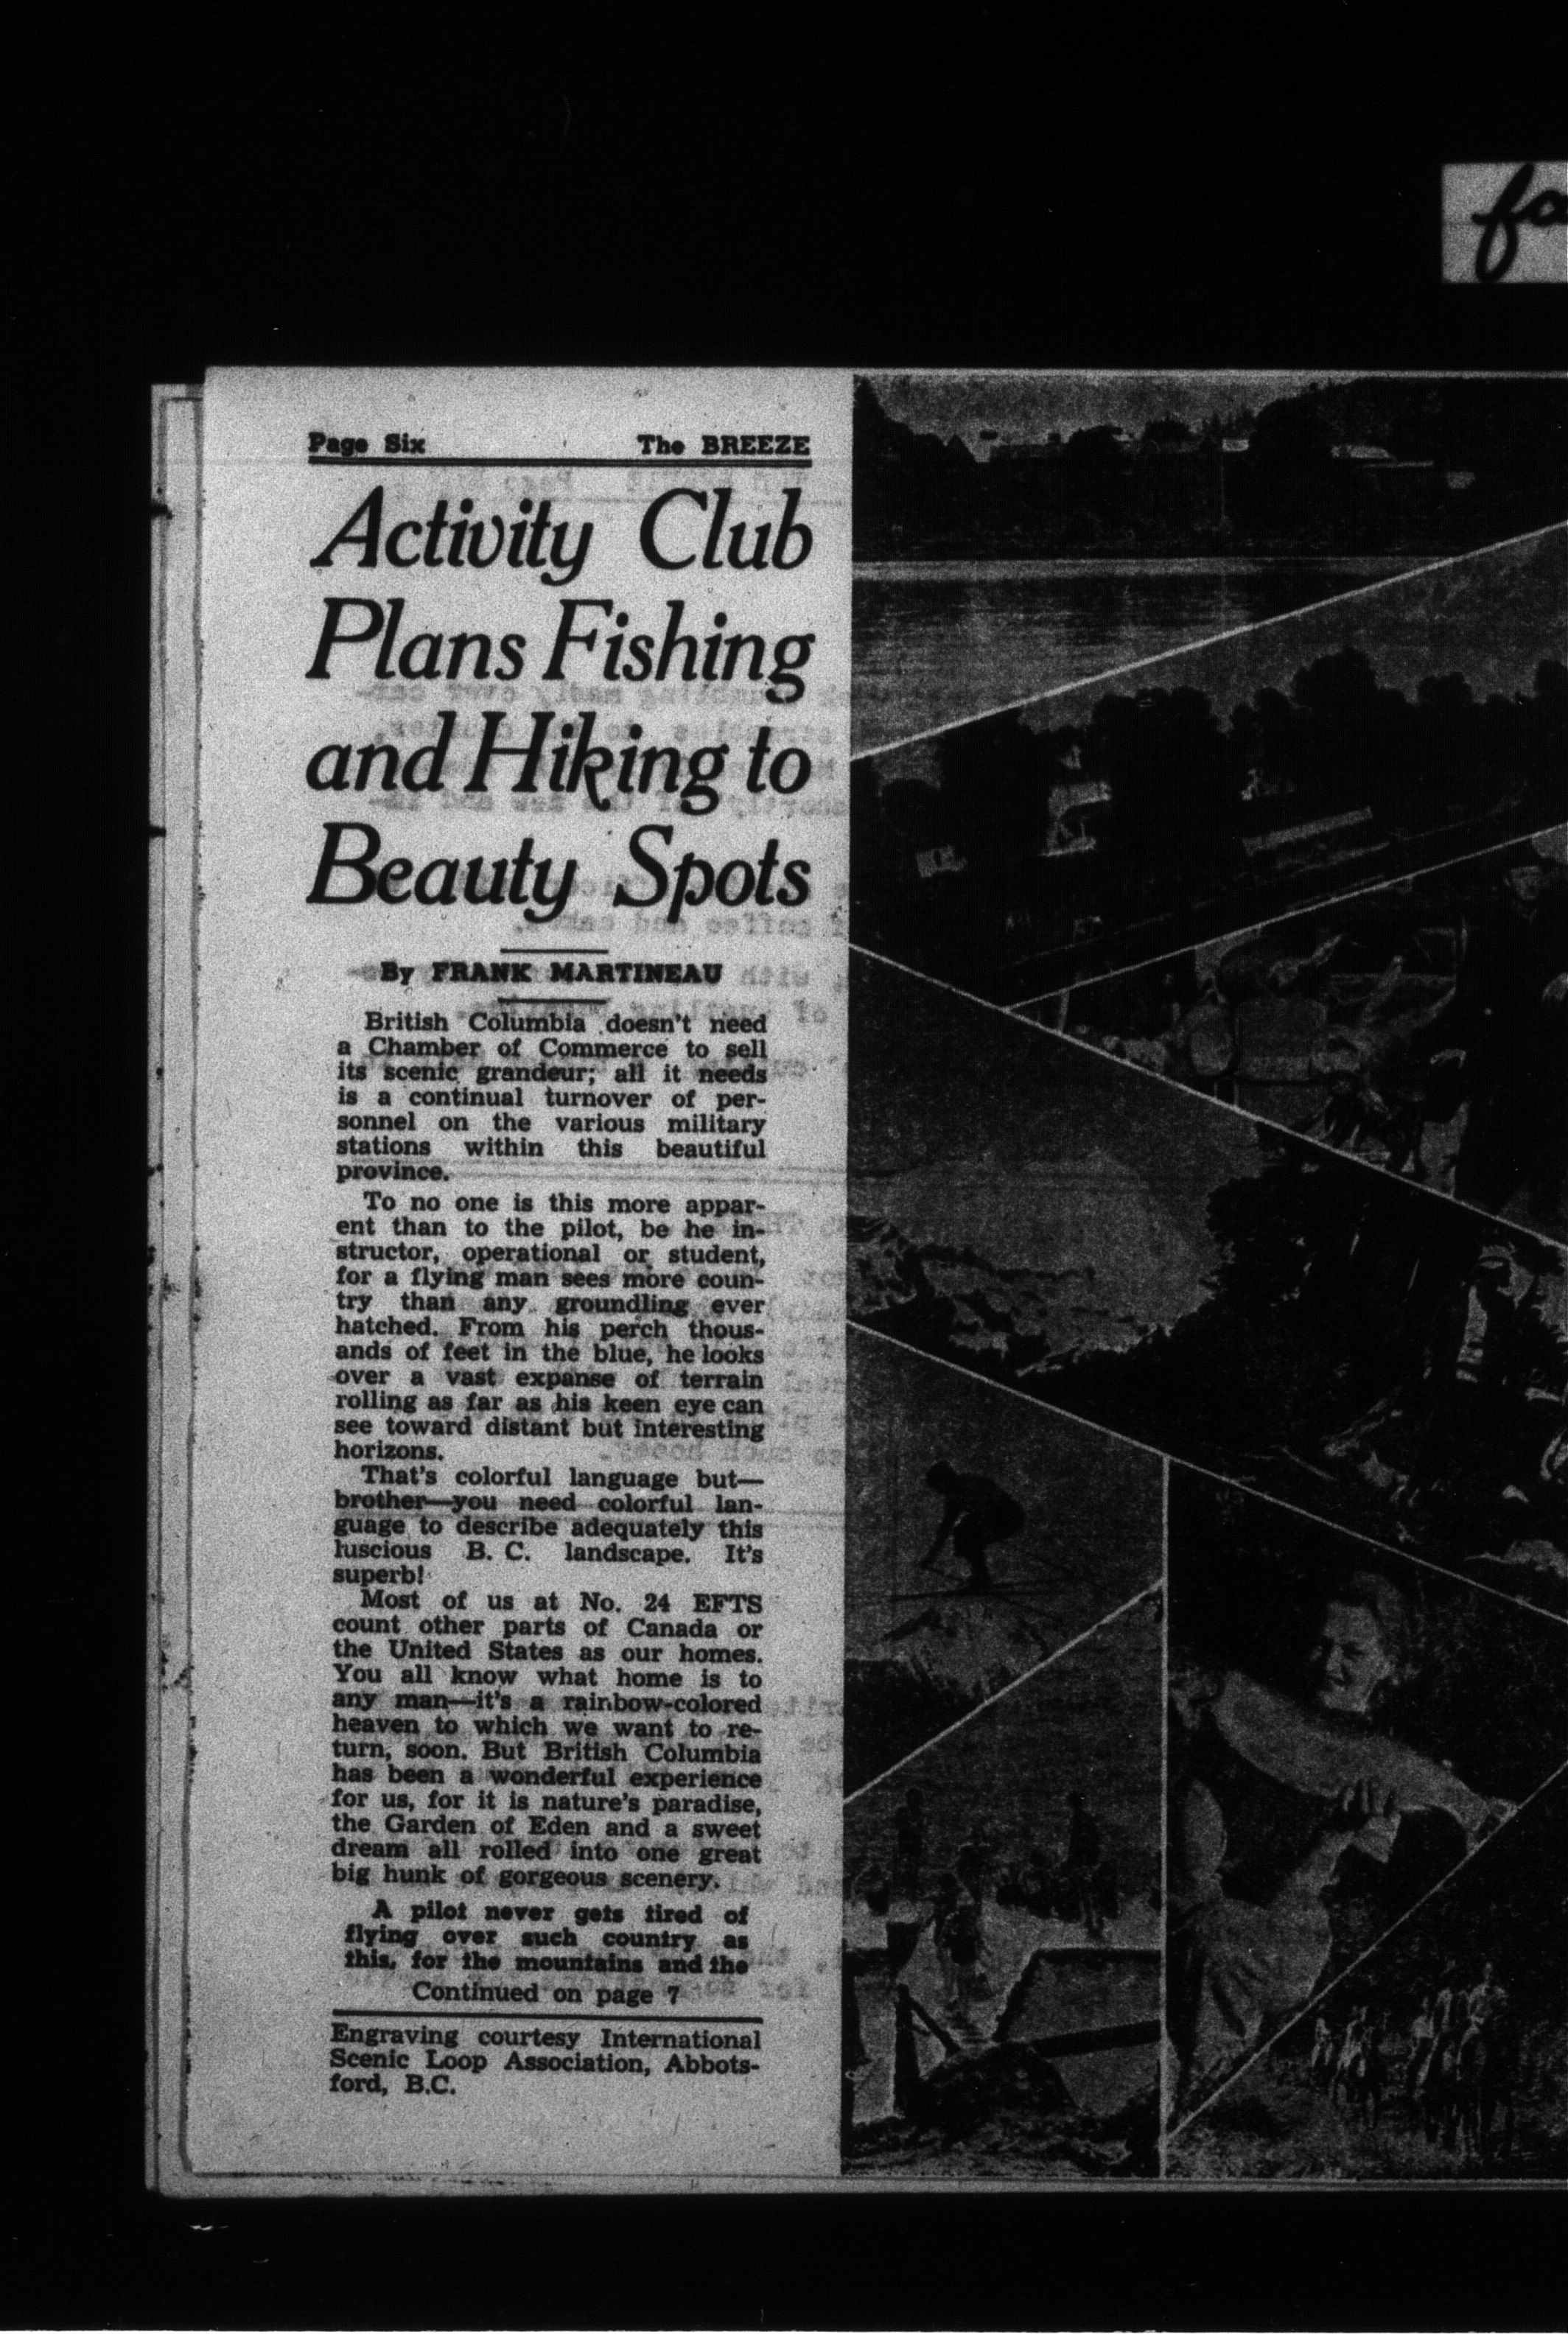 fo
Page Six The BREEZE
Activity Club
Plans Fishing
and Hiking to
Beauty Spots
By FRANK MARTINEAU
British Columbia doesn't need
a Chamber of Commerce to sell
its scenic grandeur; all it needs
is a continual turnover of per-
sonnel on the various military
stations within this beautiful
province.
To no one is this more appar-
ent than to the pilot, be he in-
structor, operational or student,
for a flying man sees more coun-
try than any groundling ever
hatched. From his perch thous-
ands of feet in the blue, he looks
over a vast expanse of terrain
rolling as far as his keen eye can
see toward distant but interesting
horizons.
That's colorful language but—
brother—you need colorful lan-
guage to describe adequately this
luscious B. C. landscape. It's
superb!
Most of us at No. 24 EFTS
count other parts of Canada or
the United States as our homes.
You all know what home is to
any man—it's a rainbow-colored
heaven to which we want to re-
turn, soon. But British Columbia
has been a wonderful experience
for us, for it is nature's paradise,
the Garden of Eden and a sweet
dream all rolled into one great
big hunk of gorgeous scenery.
A pilot never gets tired of
flying over such country as
this, for the mountains and the
Continued on page 7
Engraving courtesy International
Scenic Loop Association, Abbots-
ford, B.C.